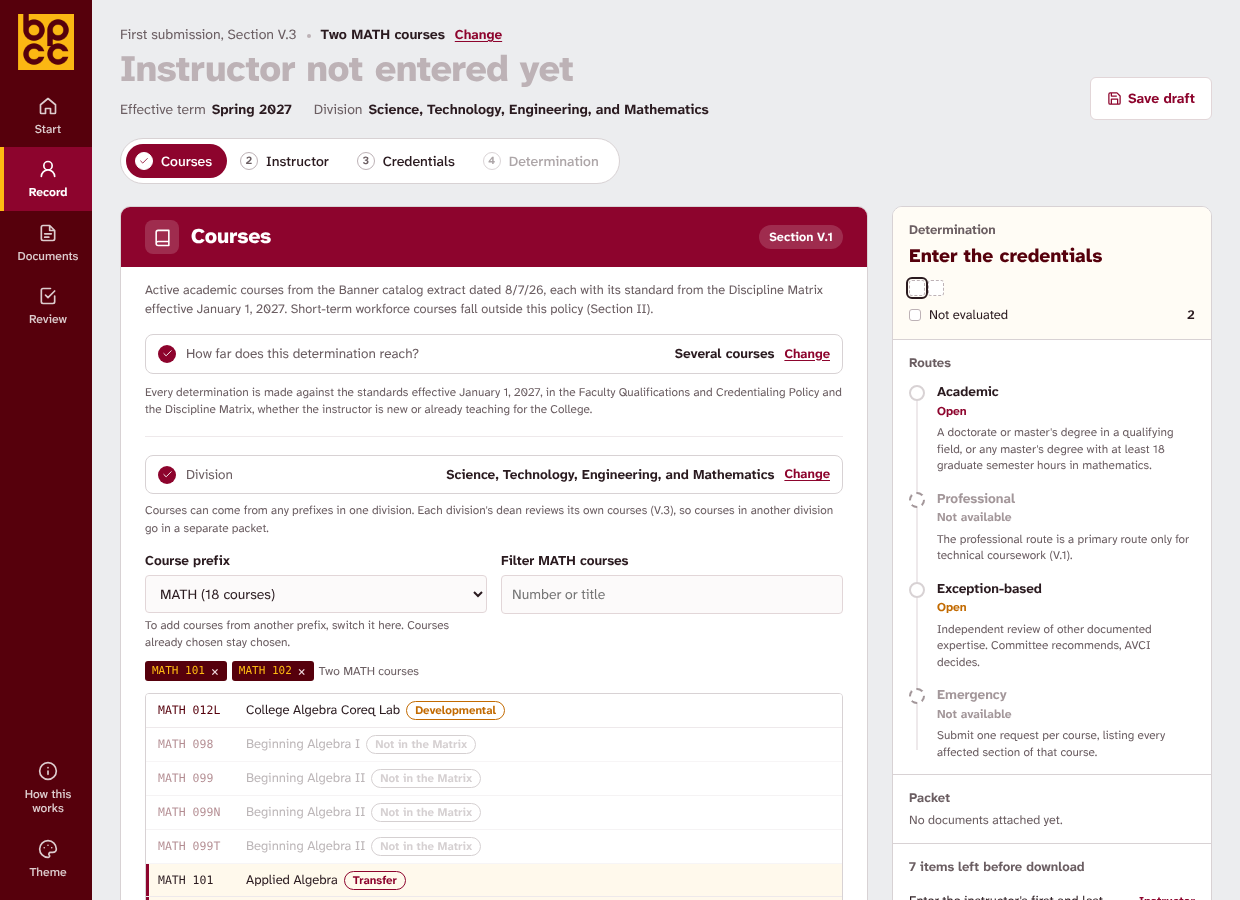 bp
cc
Start
Record
Documents
Review
How this
works
Theme
First submission, Section V.3 • Two MATH courses Change
Instructor not entered yet
Effective term Spring 2027 Division Science, Technology, Engineering, and Mathematics
Save draft
Courses
2 Instructor
3 Credentials
4 Determination
Courses
Section V.1
Active academic courses from the Banner catalog extract dated 8/7/26, each with its standard from the Discipline Matrix
effective January 1, 2027. Short-term workforce courses fall outside this policy (Section II).
How far does this determination reach? Several courses Change
Every determination is made against the standards effective January 1, 2027, in the Faculty Qualifications and Credentialing Policy and
the Discipline Matrix, whether the instructor is new or already teaching for the College.
Division Science, Technology, Engineering, and Mathematics Change
Courses can come from any prefixes in one division. Each division's dean reviews its own courses (V.3), so courses in another division
go in a separate packet.
Course prefix
MATH (18 courses)
To add courses from another prefix, switch it here. Courses
already chosen stay chosen.
Filter MATH courses
Number or title
MATH 101 × MATH 102 × Two MATH courses
MATH 012L College Algebra Coreq Lab Developmental
MATH 098 Beginning Algebra I Not in the Matrix
MATH 099 Beginning Algebra II Not in the Matrix
MATH 099N Beginning Algebra II Not in the Matrix
MATH 099T Beginning Algebra II Not in the Matrix
MATH 101 Applied Algebra Transfer
Determination
Enter the credentials
Not evaluated 2
Routes
Academic
Open
A doctorate or master's degree in a qualifying
field, or any master's degree with at least 18
graduate semester hours in mathematics.
Professional
Not available
The professional route is a primary route only for
technical coursework (V.1).
Exception-based
Open
Independent review of other documented
expertise. Committee recommends, AVCI
decides.
Emergency
Not available
Submit one request per course, listing every
affected section of that course.
Packet
No documents attached yet.
7 items left before download
Enter the instructor's first and last Instructor